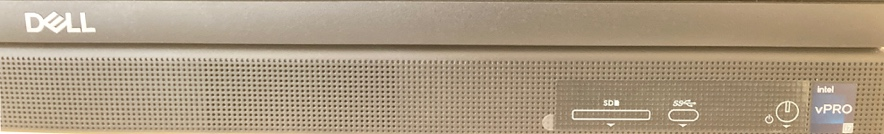 DELL
SD
SS
intel
vPRO